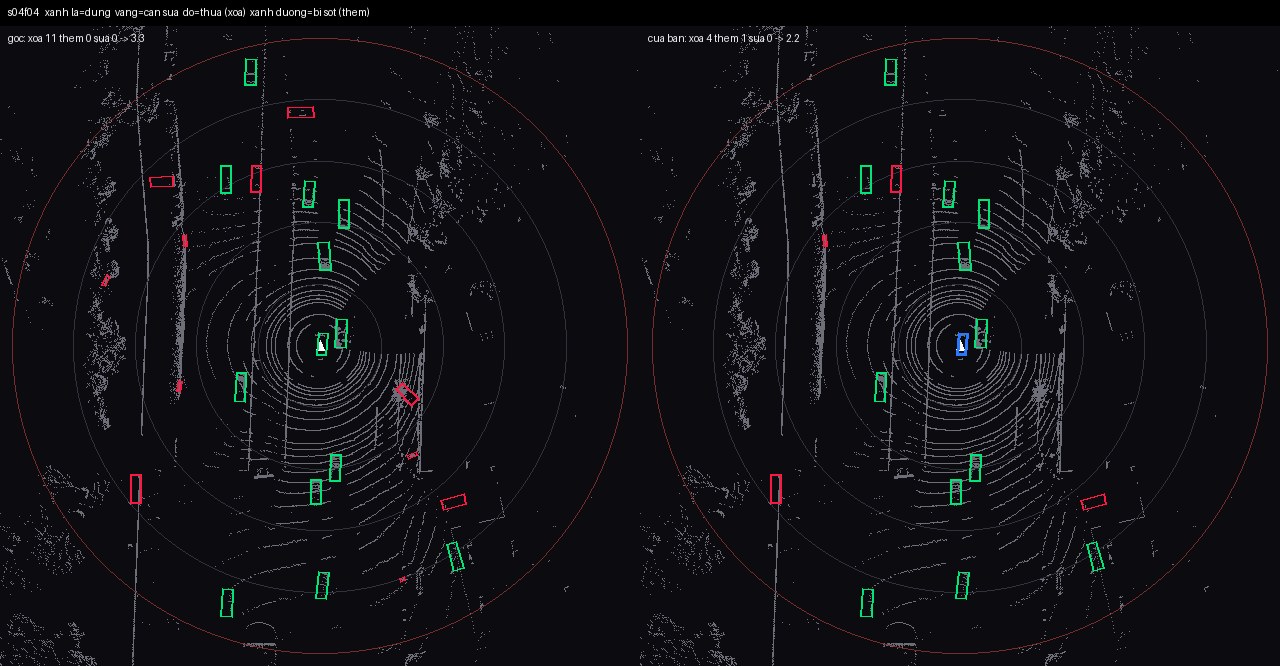 s04f04 xanh la=dung vang=can sua do=thua (xoa) xanh duong=bi sot (them)
goc: xoa 11 them 0 sua 0 -> 3.3
cua ban: xoa 4 them 1 sua 0 -> 2.2